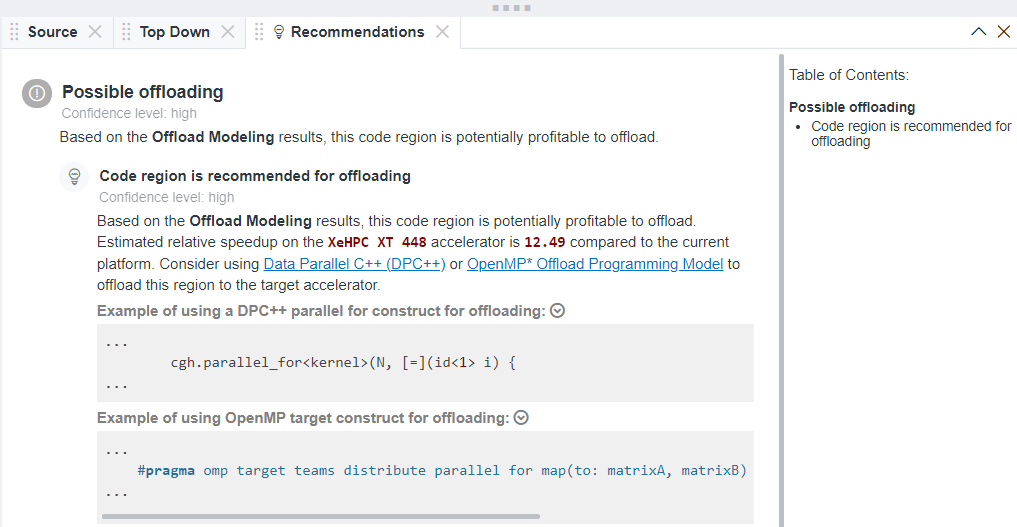 Source
Top Down
Recommendations
Possible offloading
Confidence level: high
Based on the Offload Modeling results, this code region is potentially profitable to offload.
Code region is recommended for offloading
Confidence level: high
Based on the Offload Modeling results, this code region is potentially profitable to offload.
Estimated relative speedup on the XeHPC XT 448 accelerator is 12.49 compared to the current
platform. Consider using Data Parallel C++ (DPC++) or OpenMP* Offload Programming Model to
offload this region to the target accelerator.
Example of using a DPC++ parallel for construct for offloading:
...
cgh.parallel_for<kernel>(N, [=](id<1> i) {
...
Example of using OpenMP target construct for offloading:
...
#pragma omp target teams distribute parallel for map(to: matrixA, matrixB)
...
Table of Contents:
Possible offloading
• Code region is recommended for
offloading